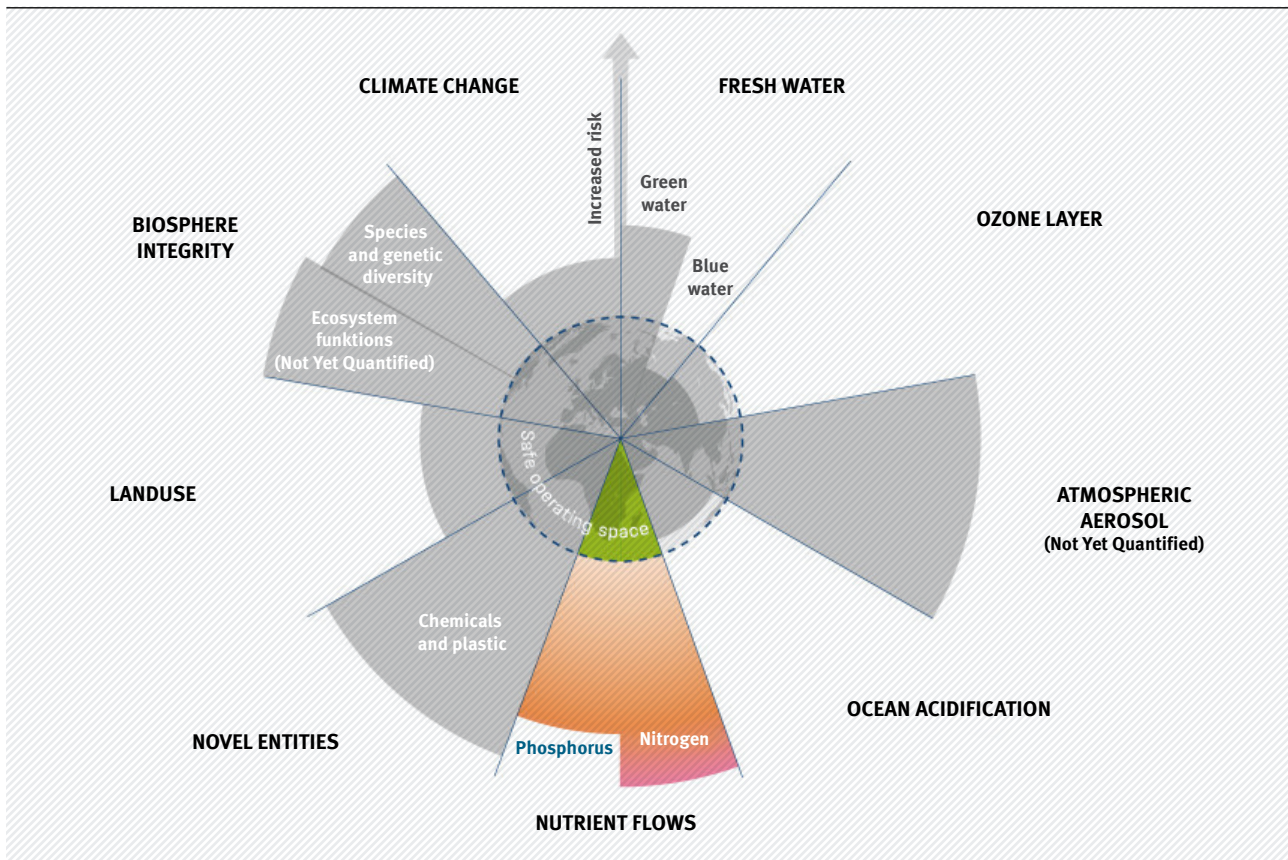 CLIMATE CHANGE
FRESH WATER
Increased risk
Green
water
Blue
water
OZONE LAYER
BIOSPHERE
INTEGRITY
Species
and genetic
diversity
Ecosystem
funktions
(Not Yet Quantified)
LANDUSE
Safe operating space
ATMOSPHERIC
AEROSOL
(Not Yet Quantified)
Chemicals
and plastic
OCEAN ACIDIFICATION
NOVEL ENTITIES
Phosphorus
Nitrogen
NUTRIENT FLOWS